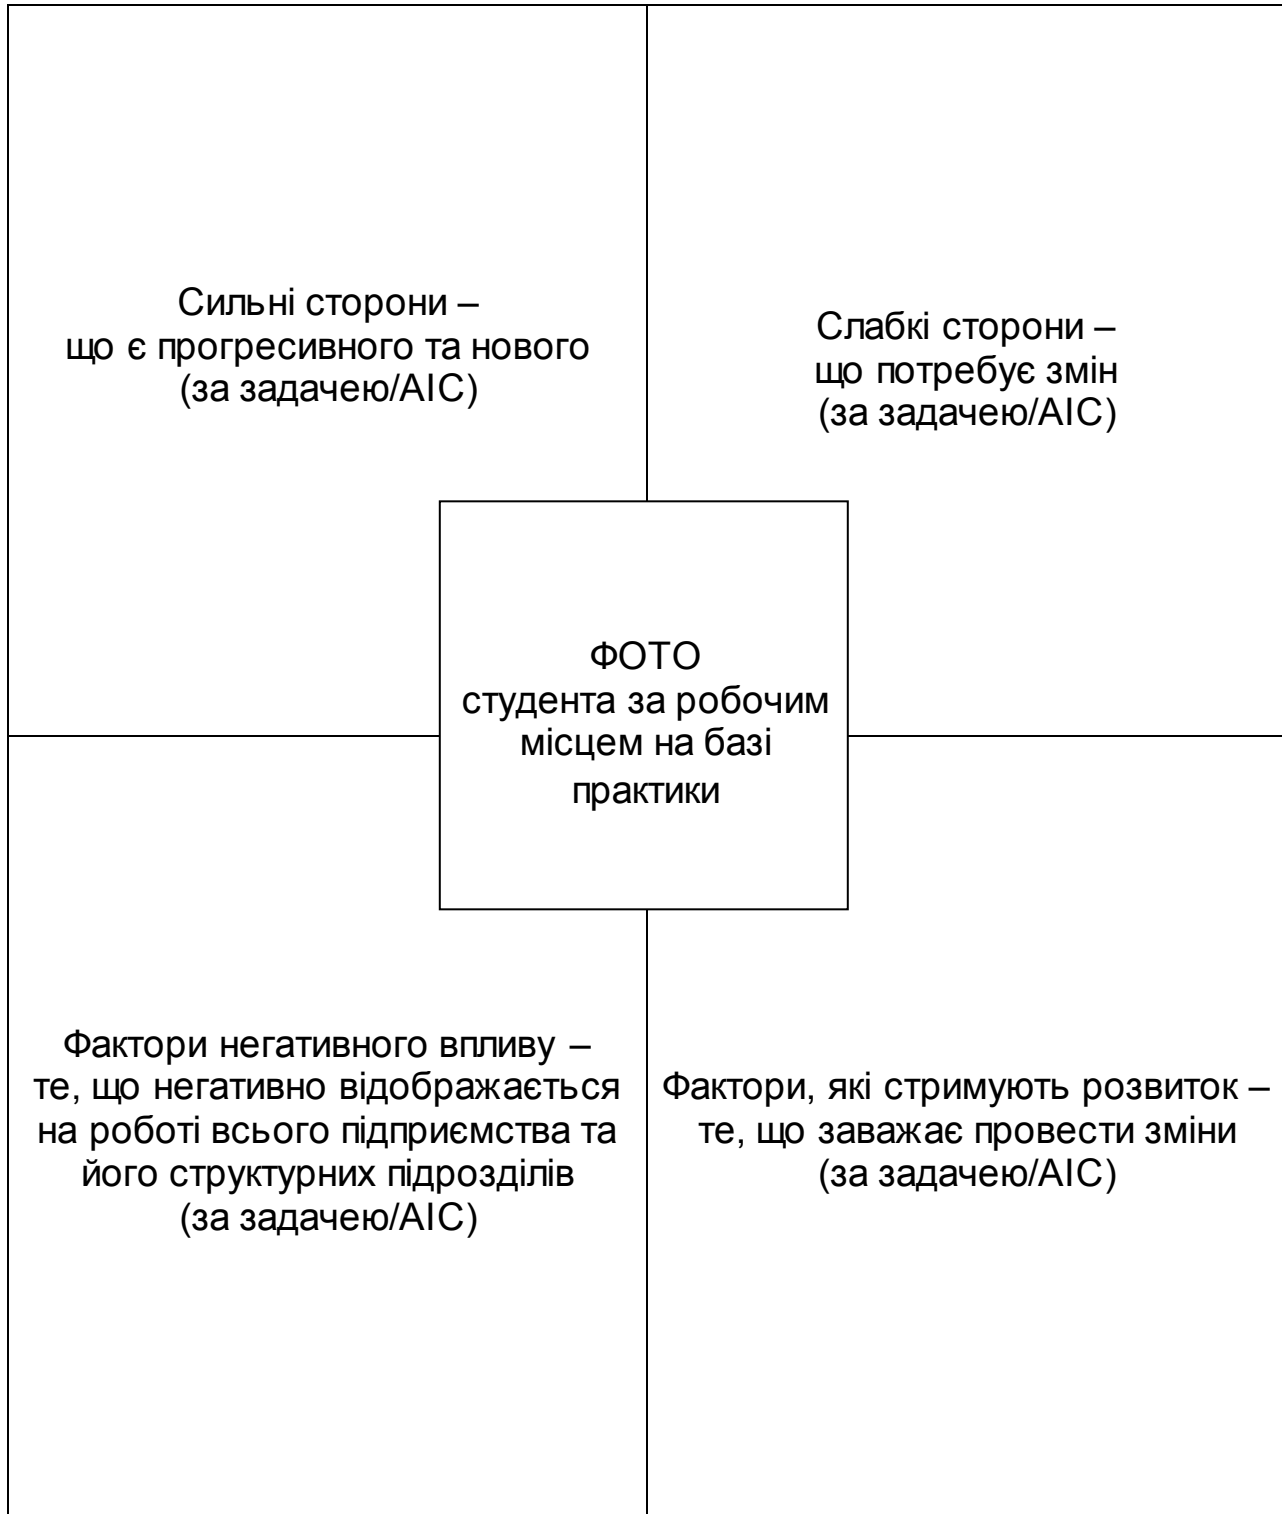 Сильні сторони –
що є прогресивного та нового
(за задачею/АІС)
Слабкі сторони –
що потребує змін
(за задачею/АІС)
ФОТО
студента за робочим
місцем на базі
практики
Фактори негативного впливу –
те, що негативно відображається
на роботі всього підприємства та
його структурних підрозділів
(за задачею/АІС)
Фактори, які стримують розвиток –
те, що заважає провести зміни
(за задачею/АІС)